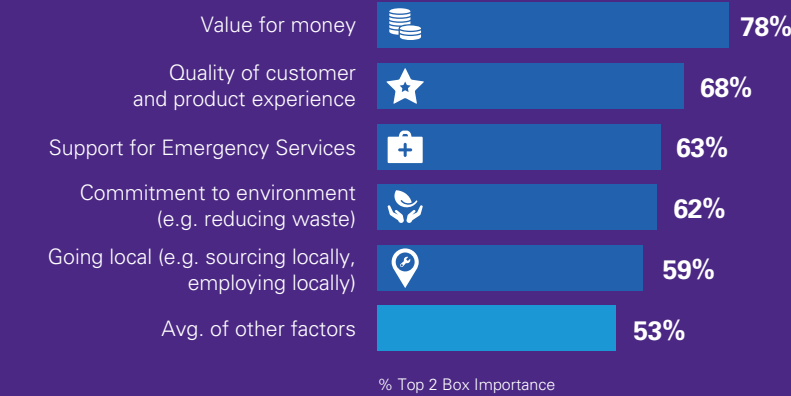 Value for money
78%
Quality of customer
and product experience
68%
Support for Emergency Services
63%
Commitment to environment
(e.g. reducing waste)
62%
Going local (e.g. sourcing locally,
employing locally)
59%
Avg. of other factors
53%
% Top 2 Box Importance